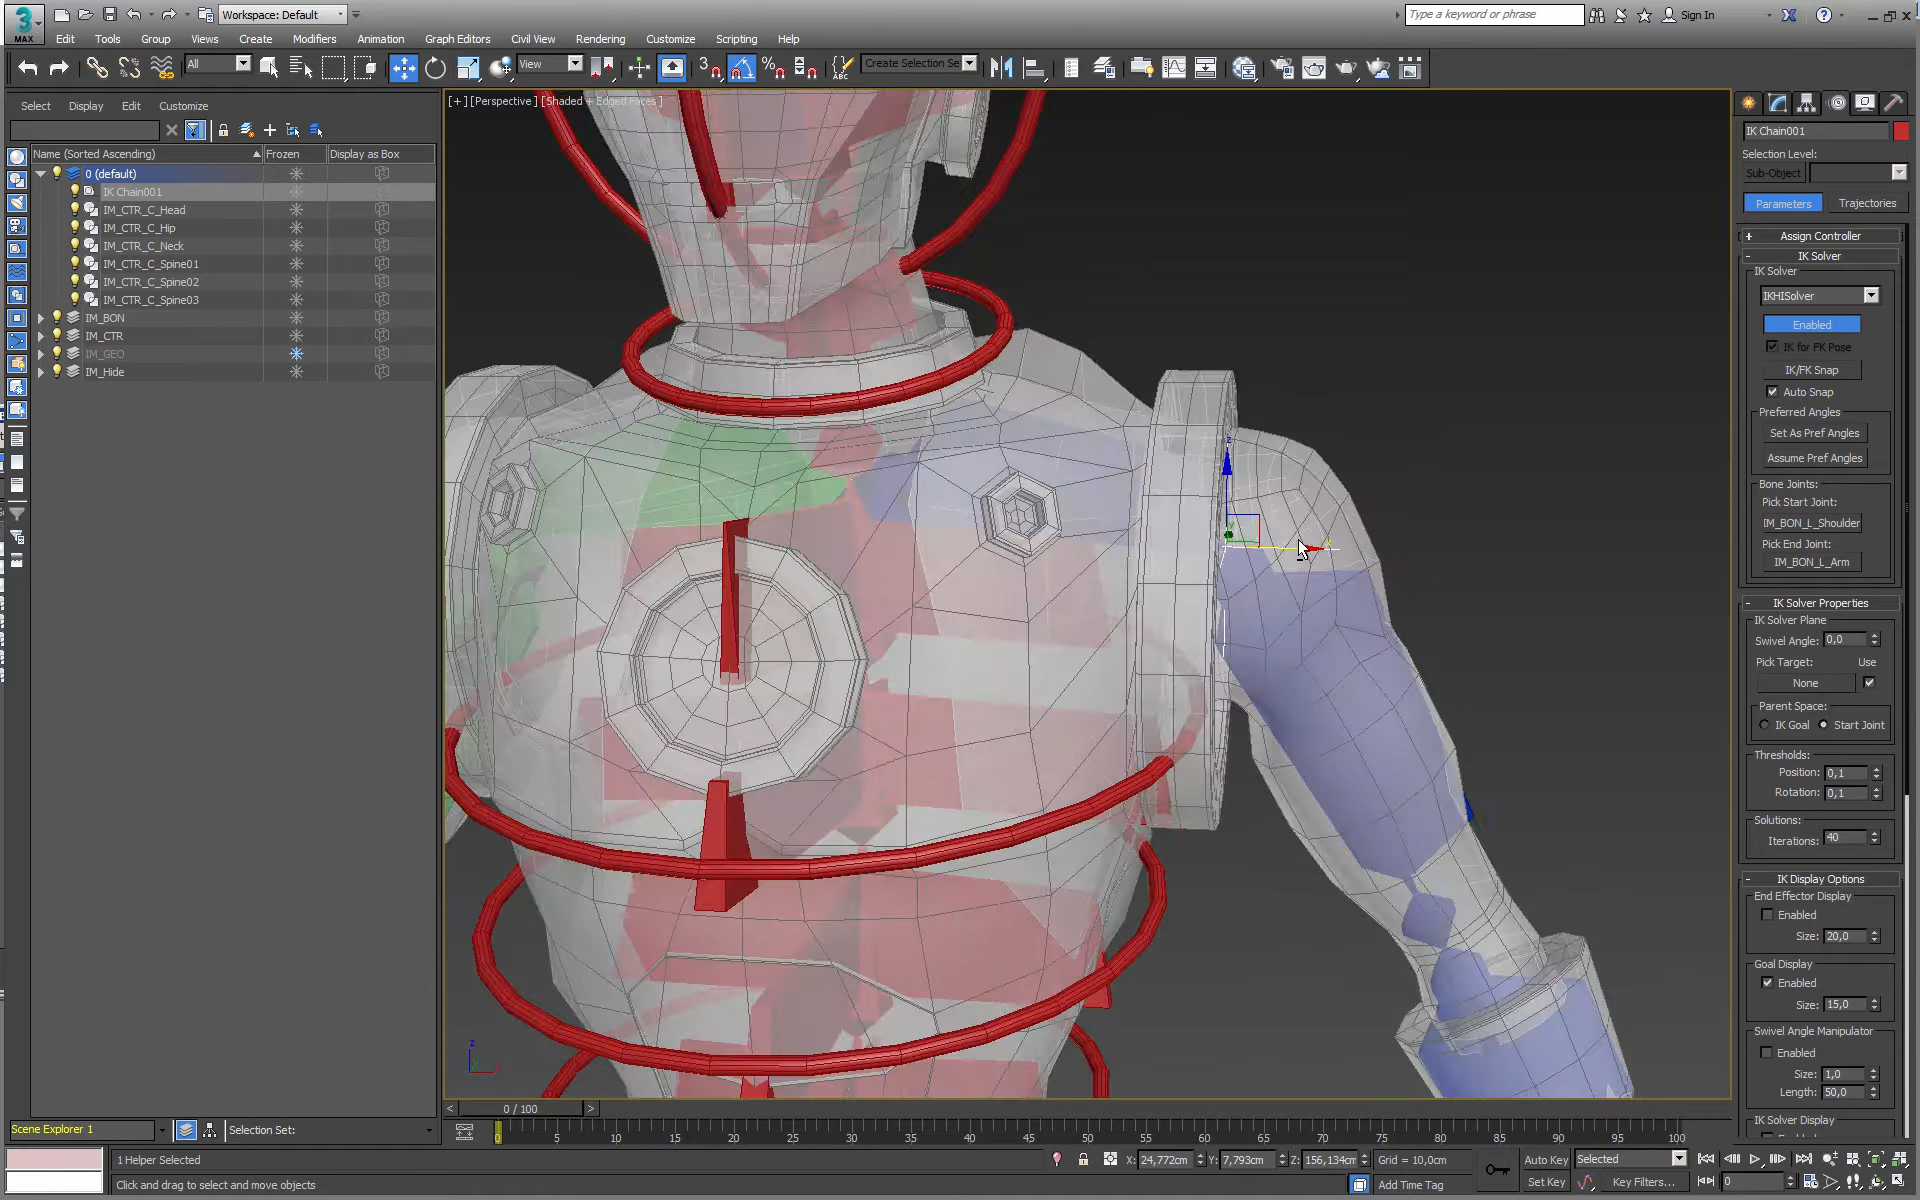 3 MAX Workspace: Default Type a keyword or phrase Sign In
Edit Tools Group Views Create Modifiers Animation Graph Editors Civil View Rendering Customize Scripting Help
All View 3 % ABC Create Selection Se
Select Display Edit Customize
[+] [Perspective ] [Shaded + Edged Faces ]
Name (Sorted Ascending) Frozen Display as Box
0 (default)
IK Chain001
IM_CTR_C_Head
IM_CTR_C_Hip
IM_CTR_C_Neck
IM_CTR_C_Spine01
IM_CTR_C_Spine02
IM_CTR_C_Spine03
IM_BON
IM_CTR
IM_GEO
IM_Hide
IK Chain001
Selection Level:
Sub-Object
Parameters Trajectories
+ Assign Controller
- IK Solver
IK Solver
IKHISolver
Enabled
IK for FK Pose
IK/FK Snap
Auto Snap
Preferred Angles
Set As Pref Angles
Assume Pref Angles
Bone Joints:
Pick Start Joint:
IM_BON_L_Shoulder
Pick End Joint:
IM_BON_L_Arm
- IK Solver Properties
IK Solver Plane
Swivel Angle: 0,0
Pick Target: Use
None
Parent Space:
IK Goal Start Joint
Thresholds:
Position: 0,1
Rotation: 0,1
Solutions:
Iterations: 40
- IK Display Options
End Effector Display
Enabled
Size: 20,0
Goal Display
Enabled
Size: 15,0
Swivel Angle Manipulator
Enabled
Size: 1,0
Length: 50,0
IK Solver Display
z
z
< 0 / 100 >
Scene Explorer 1 Selection Set:
0 5 10 15 20 25 30 35 40 45 50 55 60 65 70 75 80 85 90 95 100
1 Helper Selected X: 24,772cm Y: 7,793cm Z: 156,134cm Grid = 10,0cm Auto Key Selected
Click and drag to select and move objects Add Time Tag Set Key Key Filters... 0